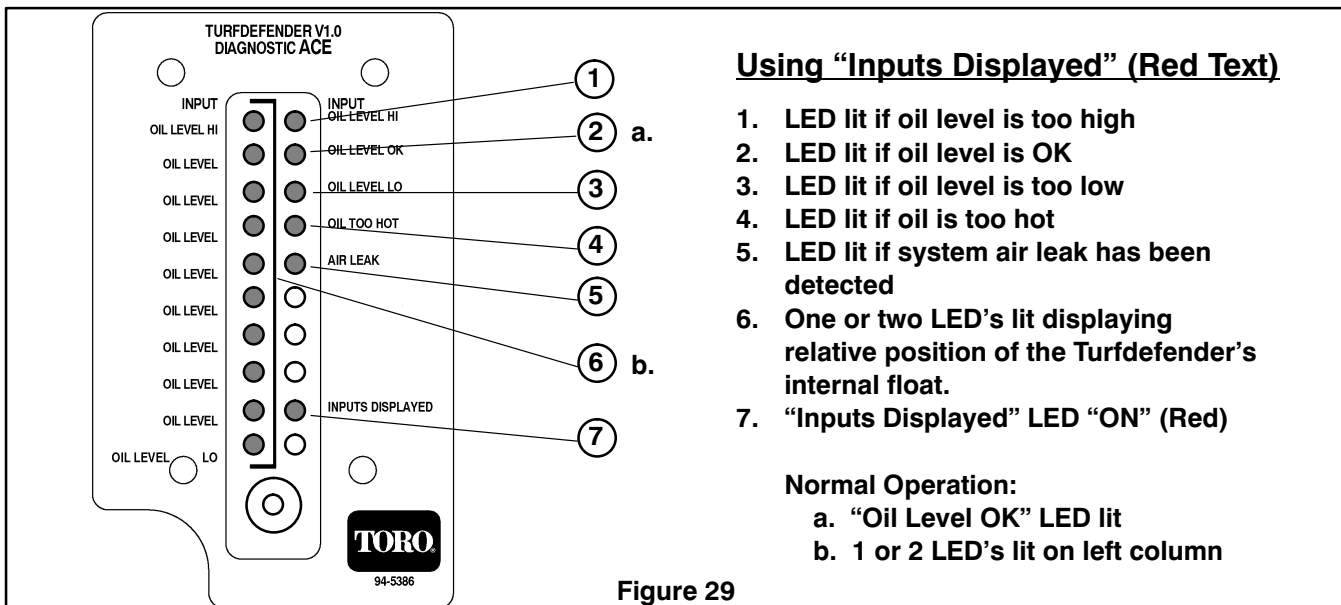 TURFDEFENDER V1.0
DIAGNOSTIC ACE
INPUT
OIL LEVEL HI
OIL LEVEL
OIL LEVEL
OIL LEVEL
OIL LEVEL
OIL LEVEL
OIL LEVEL
OIL LEVEL
OIL LEVEL
OIL LEVEL LO
INPUT
OIL LEVEL HI
OIL LEVEL OK
OIL LEVEL LO
OIL TOO HOT
AIR LEAK
INPUTS DISPLAYED
TORO
94-5386
1
2 a.
3
4
5
6 b.
7
Using “Inputs Displayed” (Red Text)
1. LED lit if oil level is too high
2. LED lit if oil level is OK
3. LED lit if oil level is too low
4. LED lit if oil is too hot
5. LED lit if system air leak has been
detected
6. One or two LED’s lit displaying
relative position of the Turfdefender’s
internal float.
7. “Inputs Displayed” LED “ON” (Red)
Normal Operation:
a. “Oil Level OK” LED lit
b. 1 or 2 LED’s lit on left column
Figure 29